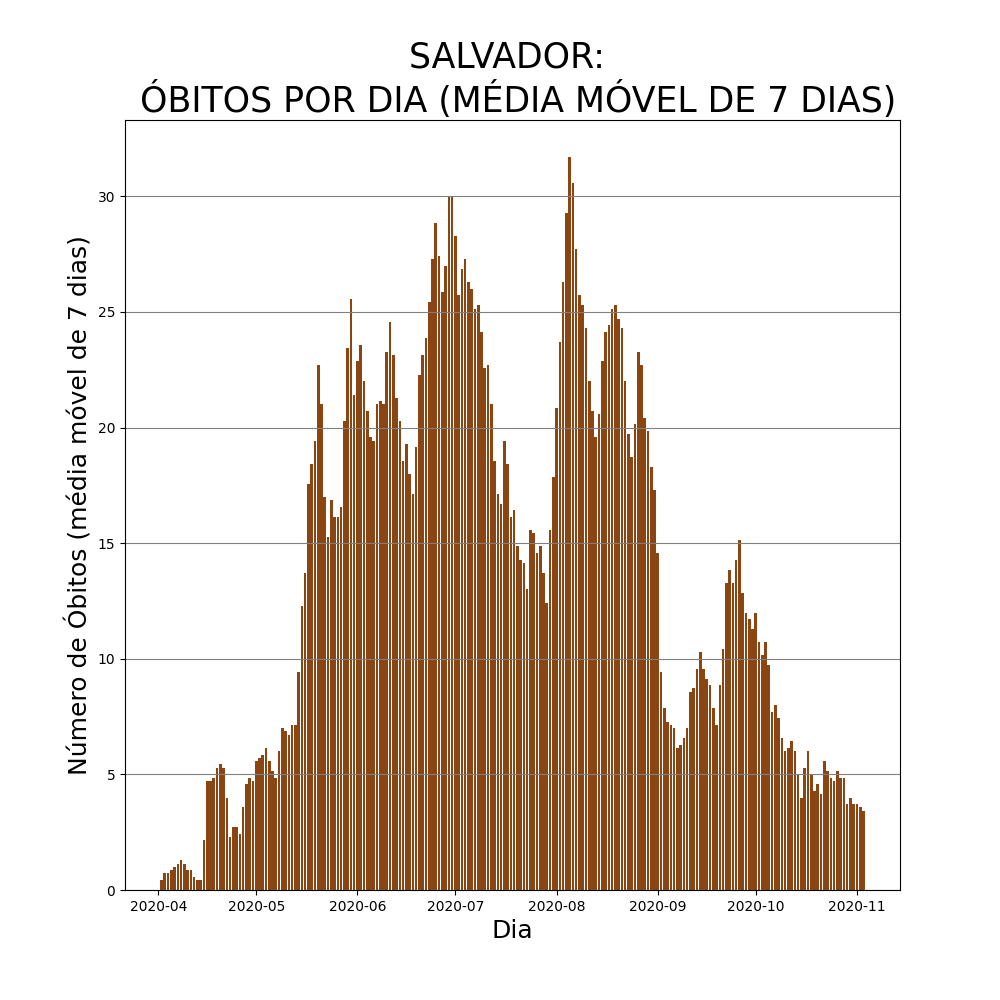 SALVADOR:
ÓBITOS POR DIA (MÉDIA MÓVEL DE 7 DIAS)
Número de Óbitos (média móvel de 7 dias)
30
25
20
15
10
5
0
2020-04 2020-05 2020-06 2020-07 2020-08 2020-09 2020-10 2020-11
Dia